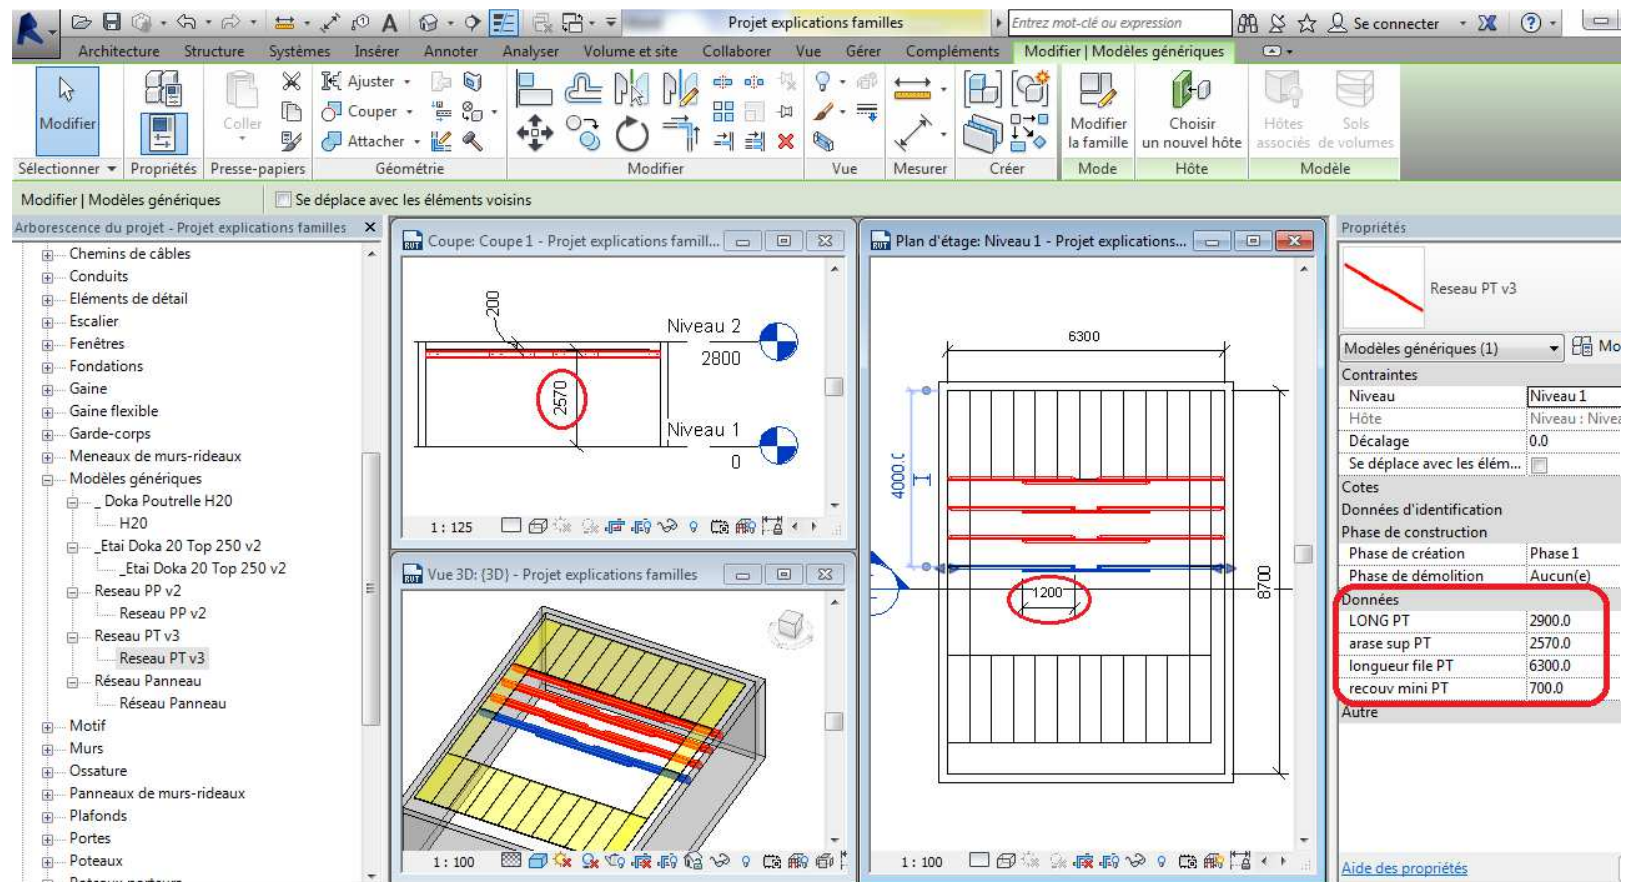 Projet explications familles
Entrez mot-clé ou expression
Se connecter
Architecture Structure Systèmes Insérer Annoter Analyser Volume et site Collaborer Vue Gérer Compléments Modifier | Modèles génériques
Modifier
Coller
Ajuster
Couper
Attacher
Modifier la famille
Choisir un nouvel hôte
Hôtes associés
Sols de volumes
Sélectionner Propriétés Presse-papiers Géométrie Modifier Vue Mesurer Créer Mode Hôte Modèle
Modifier | Modèles génériques Se déplace avec les éléments voisins
Arborescence du projet - Projet explications familles
Chemins de câbles
Conduits
Eléments de détail
Escalier
Fenêtres
Fondations
Gaine
Gaine flexible
Garde-corps
Meneaux de murs-rideaux
Modèles génériques
_ Doka Poutrelle H20
H20
_Etai Doka 20 Top 250 v2
_Etai Doka 20 Top 250 v2
Reseau PP v2
Reseau PP v2
Reseau PT v3
Reseau PT v3
Réseau Panneau
Réseau Panneau
Motif
Murs
Ossature
Panneaux de murs-rideaux
Plafonds
Portes
Poteaux
Coupe: Coupe 1 - Projet explications famill...
200
Niveau 2
2800
2570
Niveau 1
0
1 : 125
Vue 3D: {3D} - Projet explications familles
1 : 100
Plan d'étage: Niveau 1 - Projet explications...
6300
4000.0
1200
8700
1 : 100
Propriétés
Reseau PT v3
Modèles génériques (1) Mo
Contraintes
Niveau Niveau 1
Hôte Niveau : Nivea
Décalage 0.0
Se déplace avec les élém...
Cotes
Données d'identification
Phase de construction
Phase de création Phase 1
Phase de démolition Aucun(e)
Données
LONG PT 2900.0
arase sup PT 2570.0
longueur file PT 6300.0
recouv mini PT 700.0
Autre
Aide des propriétés